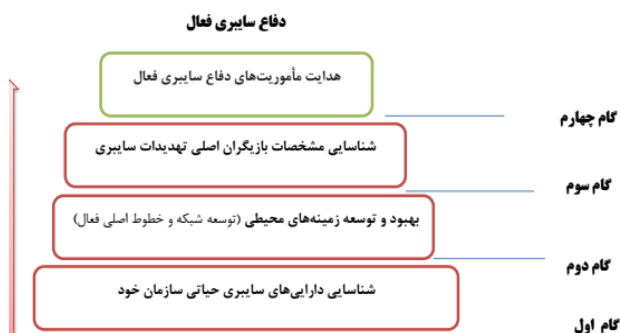 دفاع سایبری فعال
هدایت مأموریت‌های دفاع سایبری فعال
گام چهارم
شناسایی مشخصات بازیگران اصلی تهدیدات سایبری
گام سوم
بهبود و توسعه زمینه‌های محیطی (توسعه شبکه و خطوط اصلی فعال)
گام دوم
شناسایی دارایی‌های سایبری حیاتی سازمان خود
گام اول